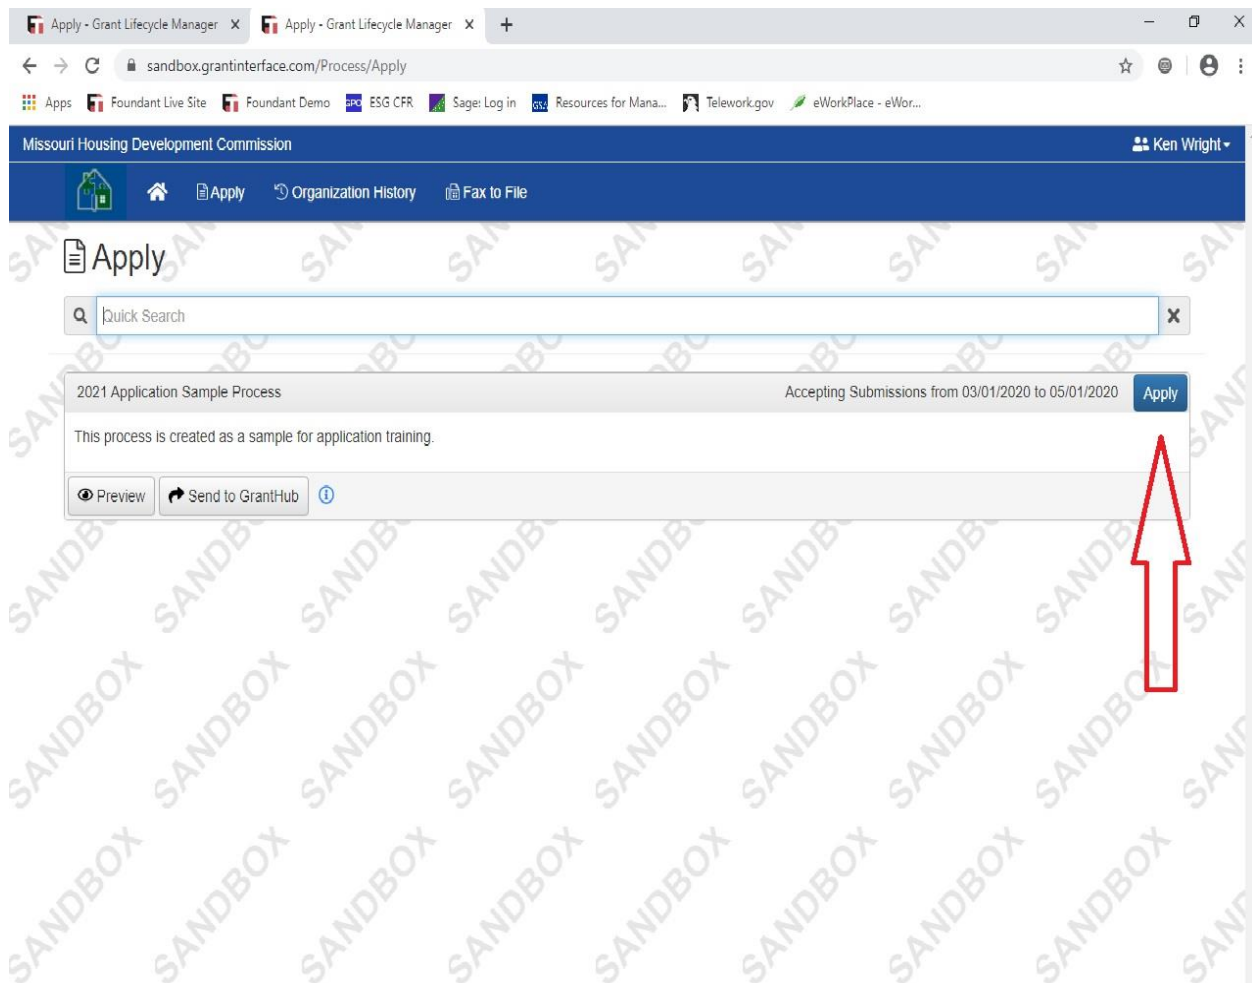 Apply - Grant Lifecycle Manager
Apply - Grant Lifecycle Manager
sandbox.grantinterface.com/Process/Apply
Apps Foundant Live Site Foundant Demo GPO ESG CFR Sage: Log in GSA Resources for Mana... Telework.gov eWorkPlace - eWor...
Missouri Housing Development Commission Ken Wright
Apply Organization History Fax to File
Apply
Quick Search
2021 Application Sample Process Accepting Submissions from 03/01/2020 to 05/01/2020 Apply
This process is created as a sample for application training.
Preview Send to GrantHub
SANDBOX